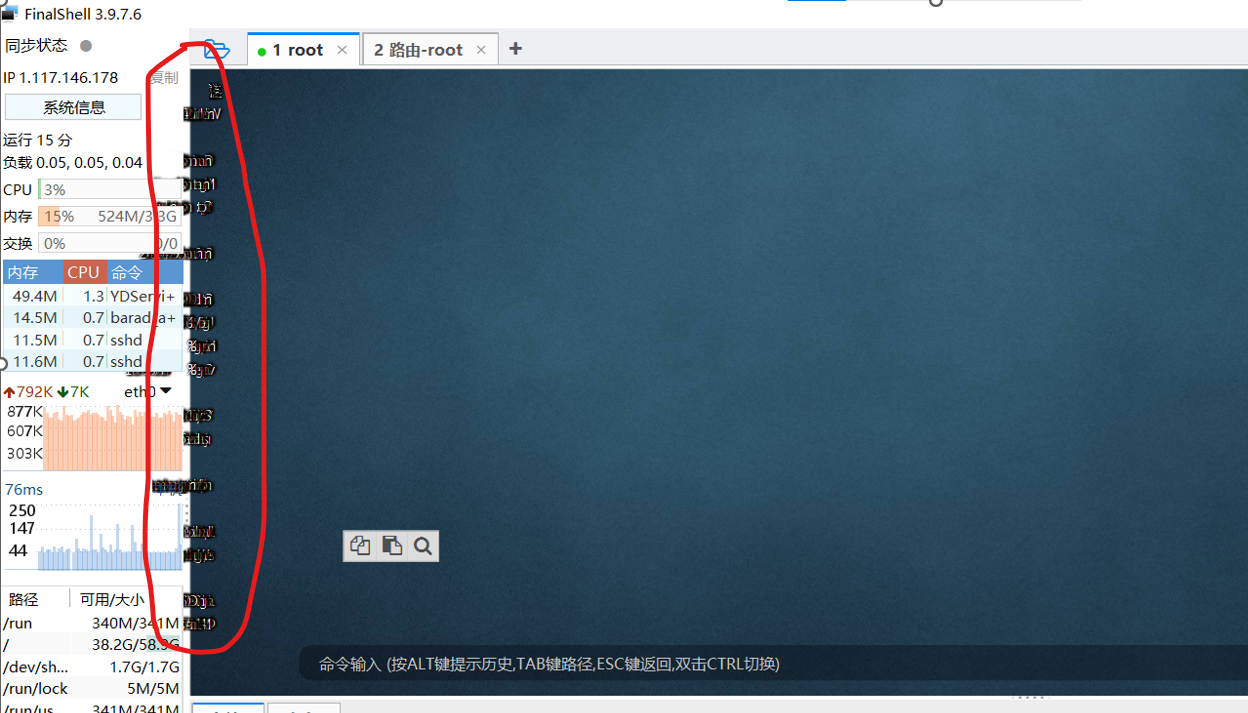 FinalShell 3.9.7.6
同步状态
1 root
2 路由-root
IP 1.117.146.178
复制
系统信息
运行 15 分
负载 0.05, 0.05, 0.04
CPU 3%
内存 15% 524M/3.3G
交换 0% 0/0
内存 CPU 命令
49.4M 1.3 YDServi+
14.5M 0.7 barad_a+
11.5M 0.7 sshd
11.6M 0.7 sshd
792K 7K eth0
877K
607K
303K
76ms
250
147
44
路径 可用/大小
/run 340M/341M
/ 38.2G/58.9G
/dev/sh... 1.7G/1.7G
/run/lock 5M/5M
/run/us... 341M/341M
命令输入 (按ALT键提示历史,TAB键路径,ESC键返回,双击CTRL切换)